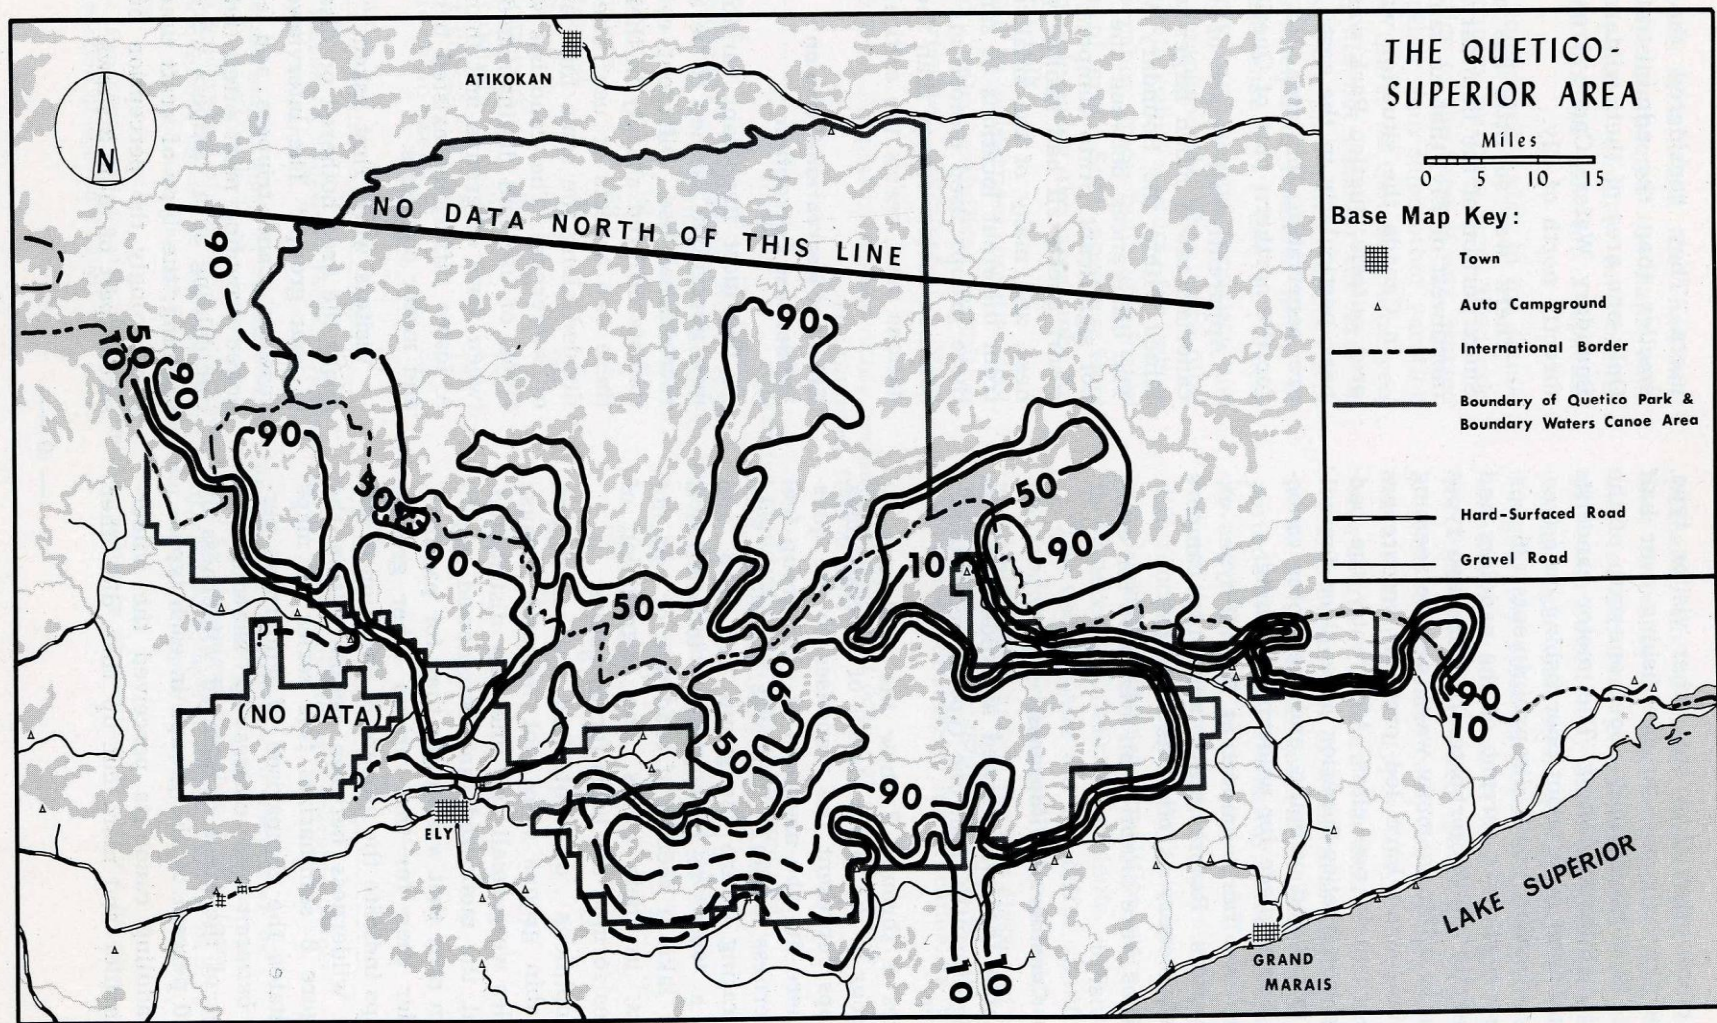 THE QUETICO-
SUPERIOR AREA
Miles
0 5 10 15
Base Map Key:
Town
Auto Campground
International Border
Boundary of Quetico Park &
Boundary Waters Canoe Area
Hard-Surfaced Road
Gravel Road
ATIKOKAN
N
NO DATA NORTH OF THIS LINE
90
90
50
10
90
90
50
90
50
50
90
10
90
50
90
?
(NO DATA)
?
90
10
90
ELY
10
10
LAKE SUPERIOR
GRAND
MARAIS